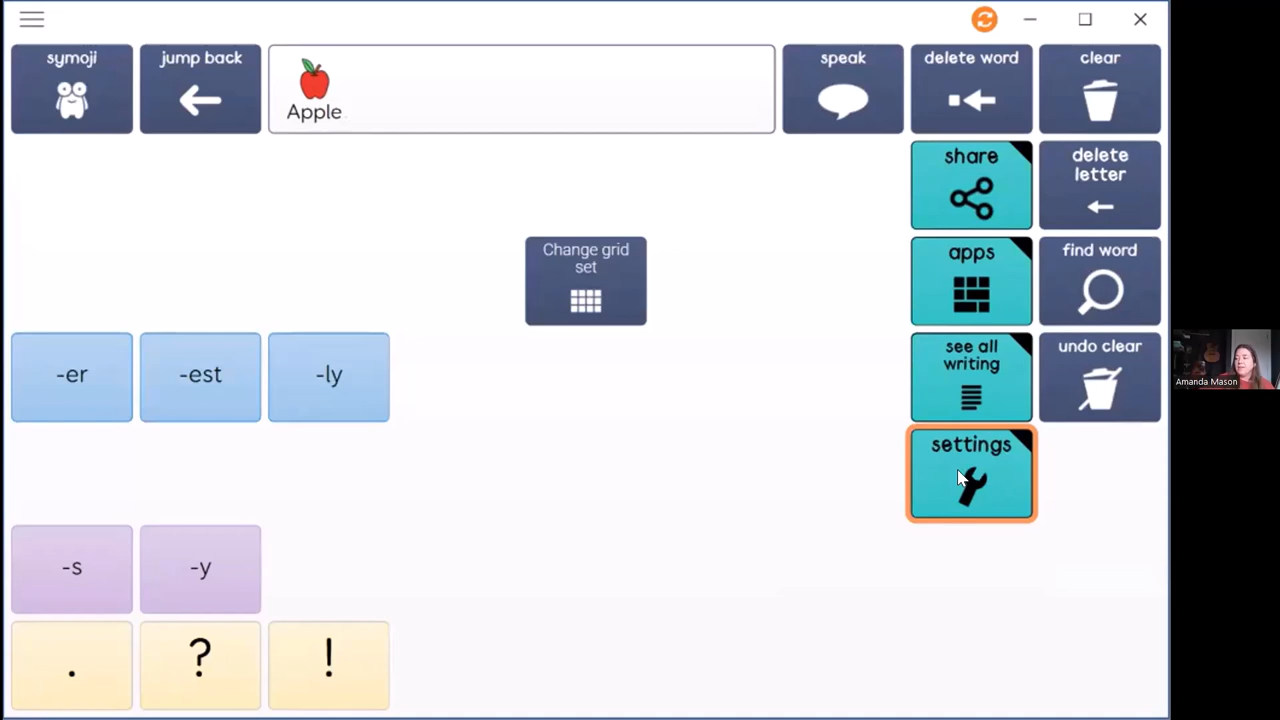 symoji
jump back
Apple
speak
delete word
clear
share
delete
letter
Change grid
set
apps
find word
-er
-est
-ly
see all
writing
undo clear
Amanda Mason
settings
-s
-y
.
?
!